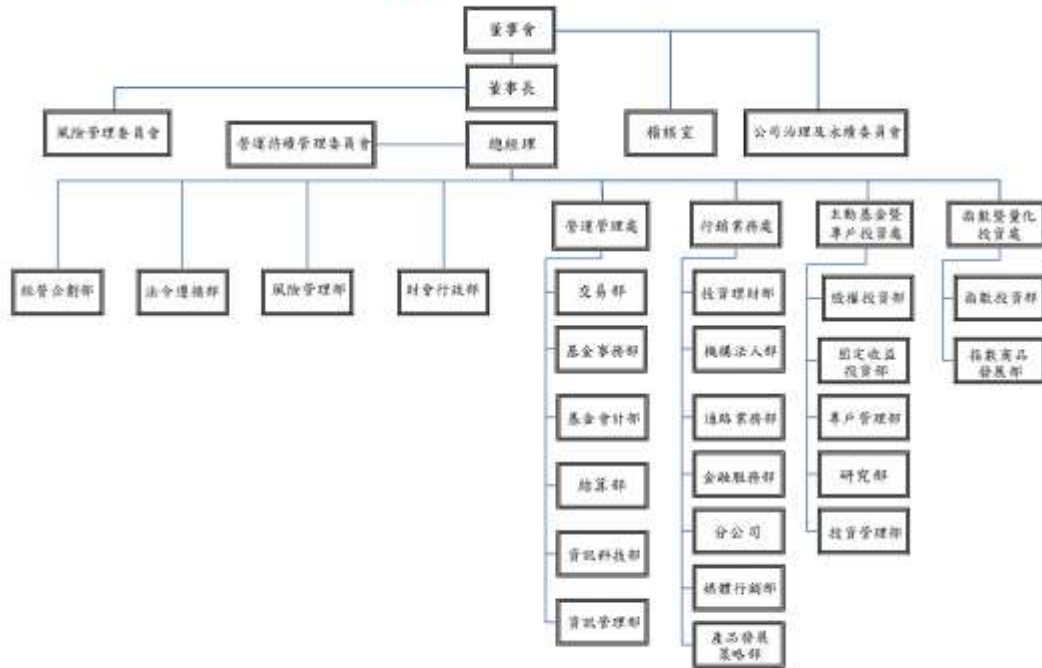 董事會
董事長
風險管理委員會
營運持續管理委員會
總經理
稽核室
公司治理及永續委員會
營運管理處
行銷業務處
主動基金暨
專戶投資處
指數暨量化
投資處
經營企劃部
法令遵循部
風險管理部
財會行政部
交易部
基金事務部
基金會計部
結算部
資訊科技部
資訊管理部
投資理財部
機構法人部
通路業務部
金融服務部
分公司
媒體行銷部
產品發展
策略部
股權投資部
固定收益
投資部
專戶管理部
研究部
投資管理部
指數投資部
指數商品
發展部